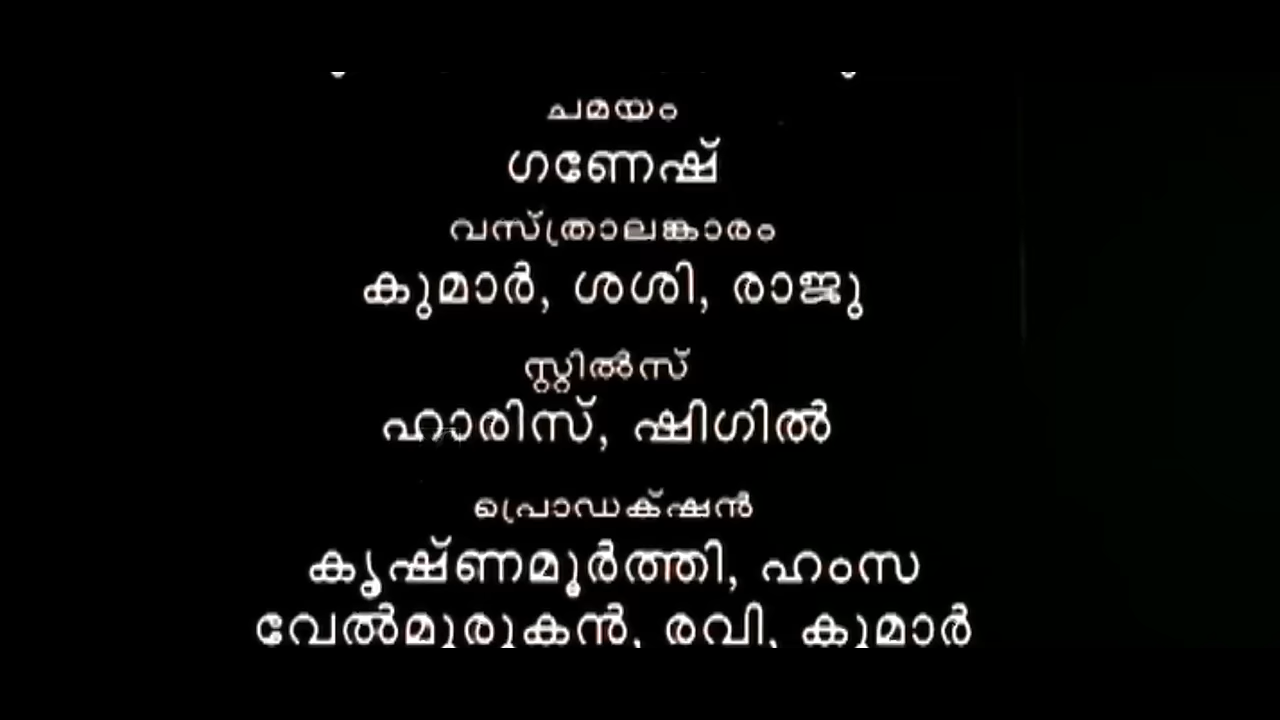 ചമയം
ഗണേഷ്
വസ്ത്രാലങ്കാരം
കുമാർ, ശശി, രാജു
സ്റ്റിൽസ്
ഹാരിസ്, ഷിഗിൽ
പ്രൊഡക്ഷൻ
കൃഷ്ണമൂർത്തി, ഹംസ
വേൽമുരുകൻ, രവി, കുമാർ